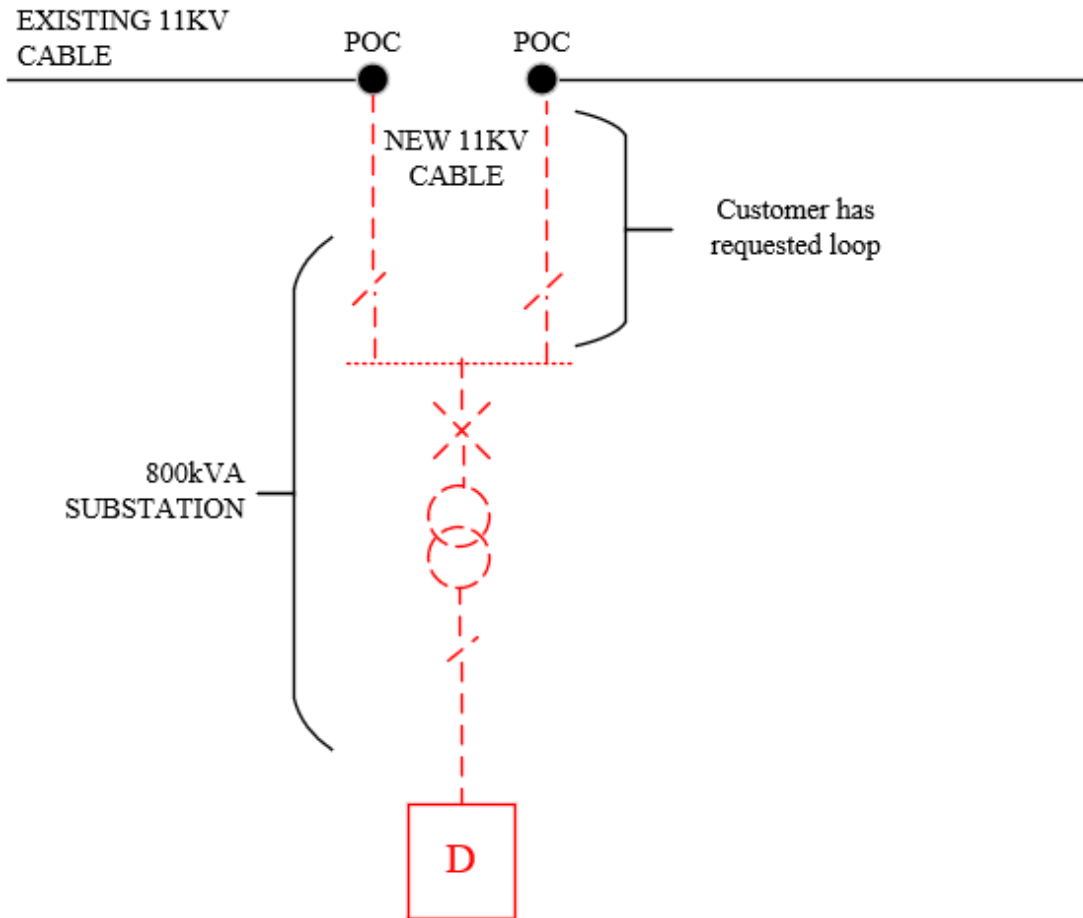 EXISTING 11KV
CABLE
POC
POC
NEW 11KV
CABLE
Customer has
requested loop
800kVA
SUBSTATION
D